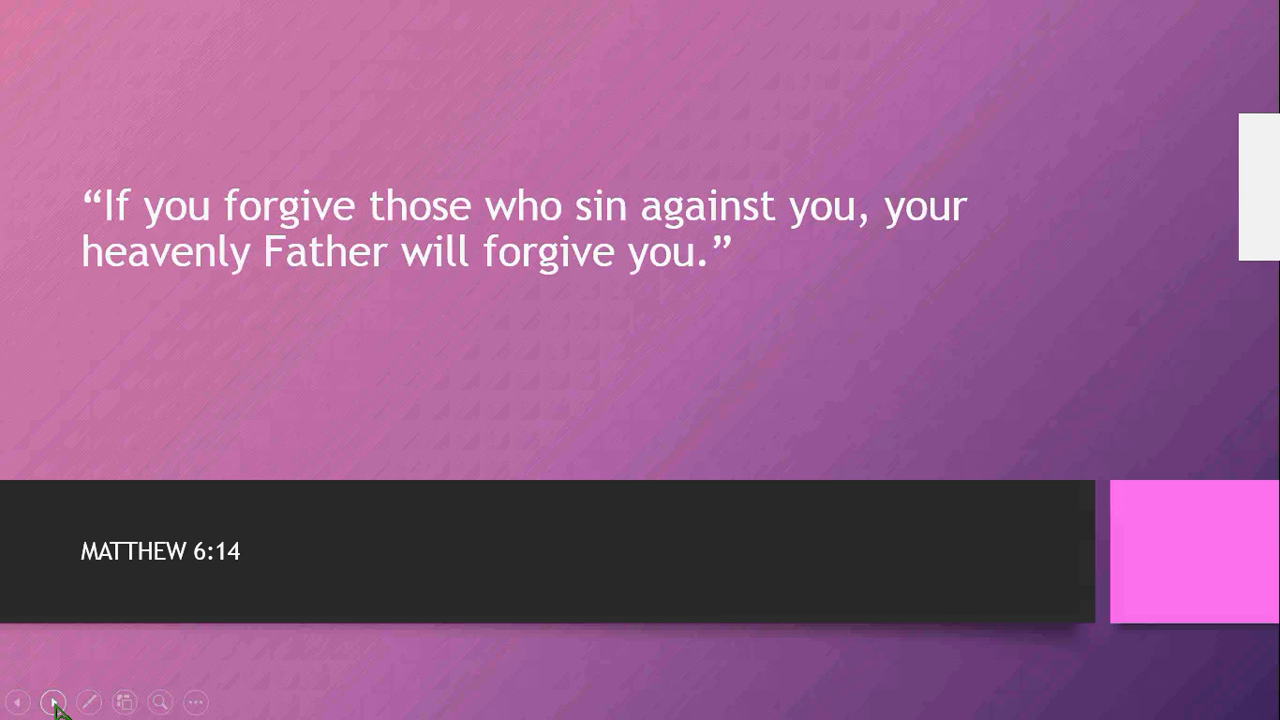 “If you forgive those who sin against you, your
heavenly Father will forgive you.”
MATTHEW 6:14